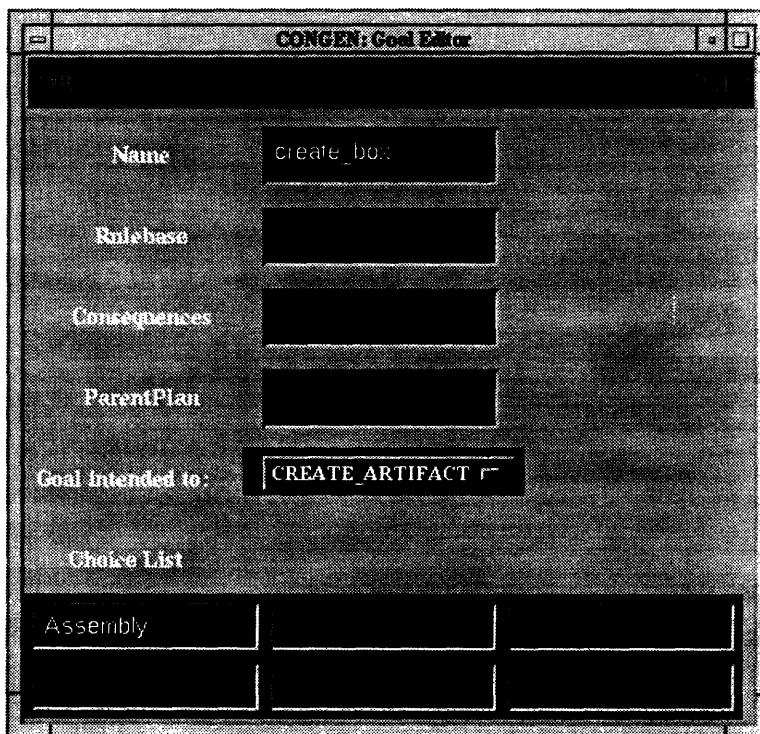 CONGEN: Goal Editor
Name
create_box
Rulebase
Consequences
ParentPlan
Goal intended to:
CREATE_ARTIFACT
Choice List
Assembly